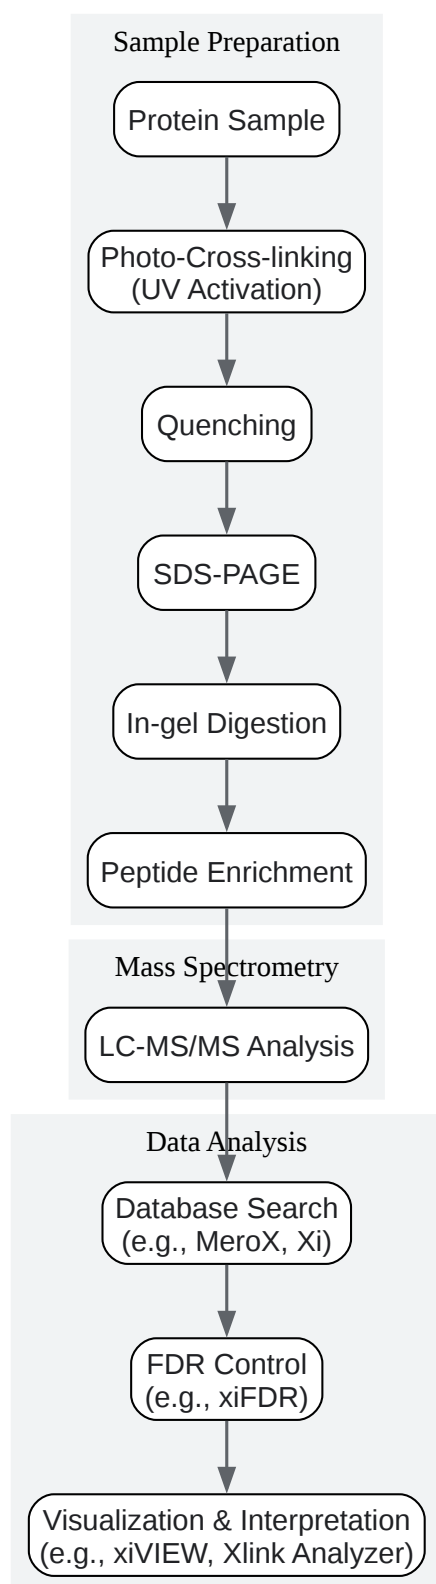 Sample Preparation
Protein Sample
Photo-Cross-linking
(UV Activation)
Quenching
SDS-PAGE
In-gel Digestion
Peptide Enrichment
Mass Spectrometry
LC-MS/MS Analysis
Data Analysis
Database Search
(e.g., MeroX, Xi)
FDR Control
(e.g., xiFDR)
Visualization & Interpretation
(e.g., xiVIEW, Xlink Analyzer)